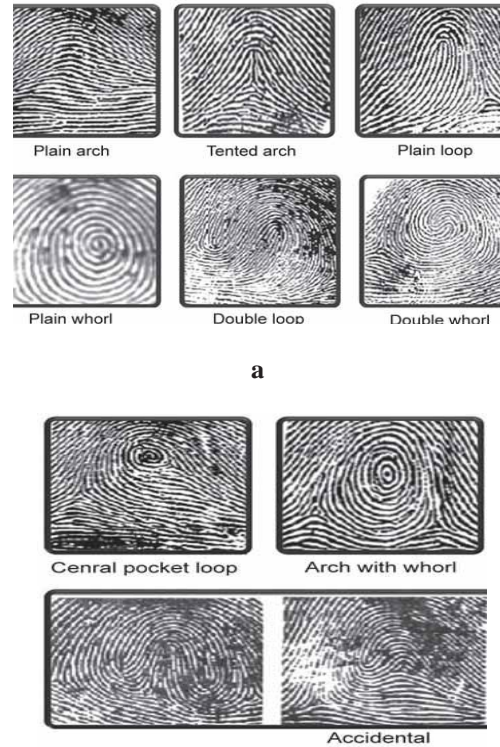 Plain arch Tented arch Plain loop
Plain whorl Double loop Double whorl
a
Cenral pocket loop Arch with whorl
Accidental